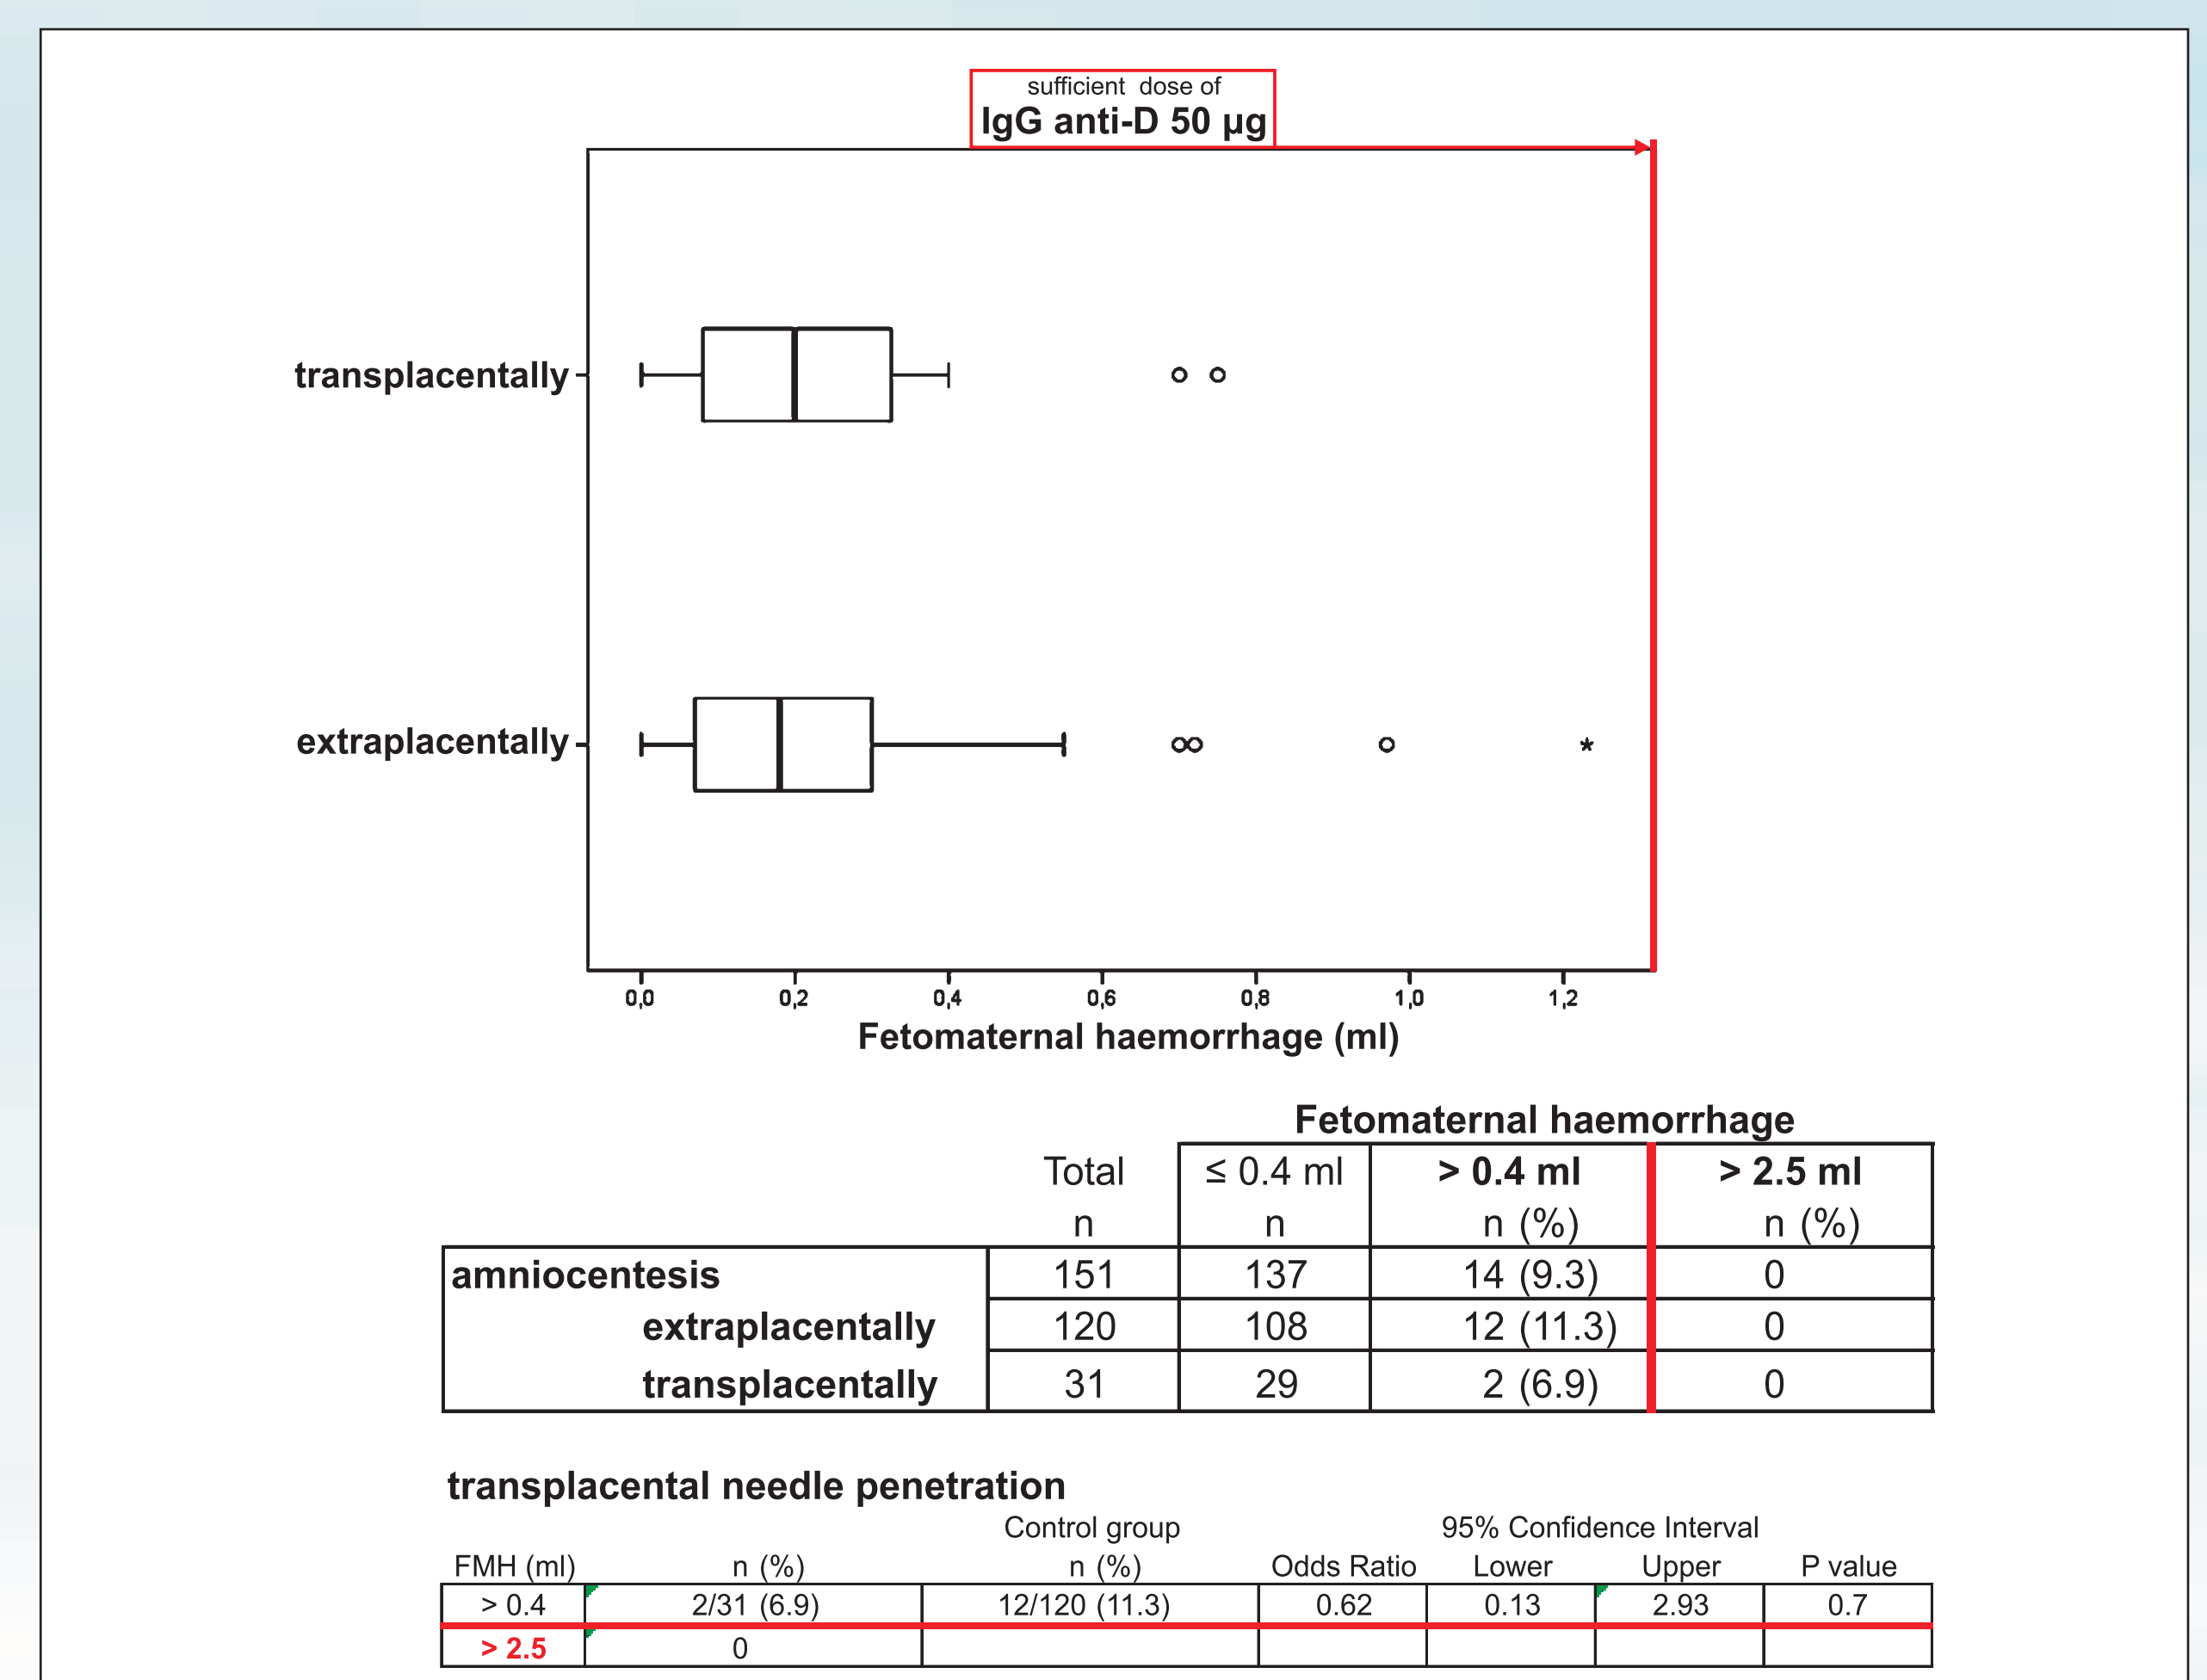 sufficient dose of
IgG anti-D 50 µg
transplacentally
extraplacentally
0,0 0,2 0,4 0,6 0,8 1,0 1,2
Fetomaternal haemorrhage (ml)
Fetomaternal haemorrhage
Total ≤ 0.4 ml > 0.4 ml > 2.5 ml
n n n (%) n (%)
amniocentesis 151 137 14 (9.3) 0
extraplacentally 120 108 12 (11.3) 0
transplacentally 31 29 2 (6.9) 0
transplacental needle penetration
Control group 95% Confidence Interval
FMH (ml) n (%) n (%) Odds Ratio Lower Upper P value
> 0.4 2/31 (6.9) 12/120 (11.3) 0.62 0.13 2.93 0.7
> 2.5 0